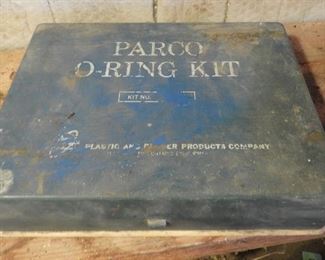 PARCO
O-RING KIT
KIT NO.
PLASTIC AND RUBBER PRODUCTS COMPANY